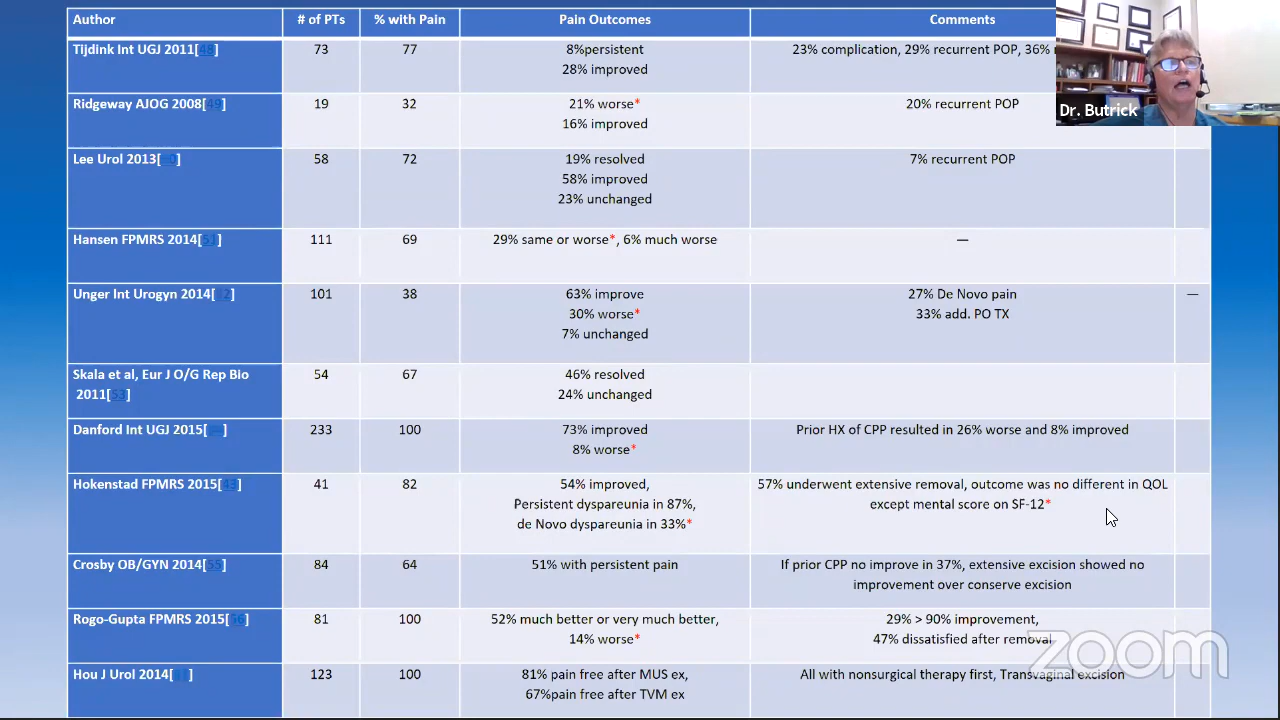 Author # of PTs % with Pain Pain Outcomes Comments
Tijdink Int UGJ 2011[48] 73 77 8%persistent 23% complication, 29% recurrent POP, 36%
28% improved
Dr. Butrick
Ridgeway AJOG 2008[49] 19 32 21% worse* 20% recurrent POP
16% improved
Lee Urol 2013[ ] 58 72 19% resolved 7% recurrent POP
58% improved
23% unchanged
Hansen FPMRS 2014[51] 111 69 29% same or worse*, 6% much worse —
Unger Int Urogyn 2014[ ] 101 38 63% improve 27% De Novo pain —
30% worse* 33% add. PO TX
7% unchanged
Skala et al, Eur J O/G Rep Bio 54 67 46% resolved
2011[53] 24% unchanged
Danford Int UGJ 2015[ ] 233 100 73% improved Prior HX of CPP resulted in 26% worse and 8% improved
8% worse*
Hokenstad FPMRS 2015[43] 41 82 54% improved, 57% underwent extensive removal, outcome was no different in QOL
Persistent dyspareunia in 87%, except mental score on SF-12*
de Novo dyspareunia in 33%*
Crosby OB/GYN 2014[55] 84 64 51% with persistent pain If prior CPP no improve in 37%, extensive excision showed no
improvement over conserve excision
Rogo-Gupta FPMRS 2015[56] 81 100 52% much better or very much better, 29% > 90% improvement,
14% worse* 47% dissatisfied after removal
zoom
Hou J Urol 2014[ ] 123 100 81% pain free after MUS ex, All with nonsurgical therapy first, Transvaginal excision
67%pain free after TVM ex